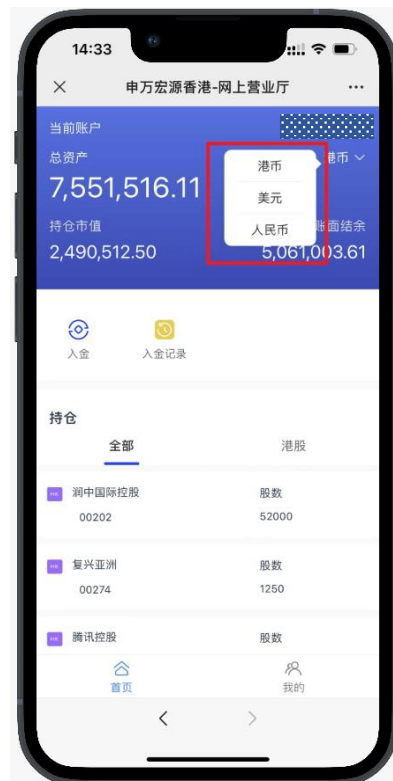 14:33
申万宏源香港-网上营业厅
当前账户
总资产
港币
7,551,516.11
港币
美元
人民币
持仓市值
账面结余
2,490,512.50
5,061,003.61
入金
入金记录
持仓
全部
港股
润中国际控股
股数
00202
52000
复兴亚洲
股数
00274
1250
腾讯控股
股数
首页
我的